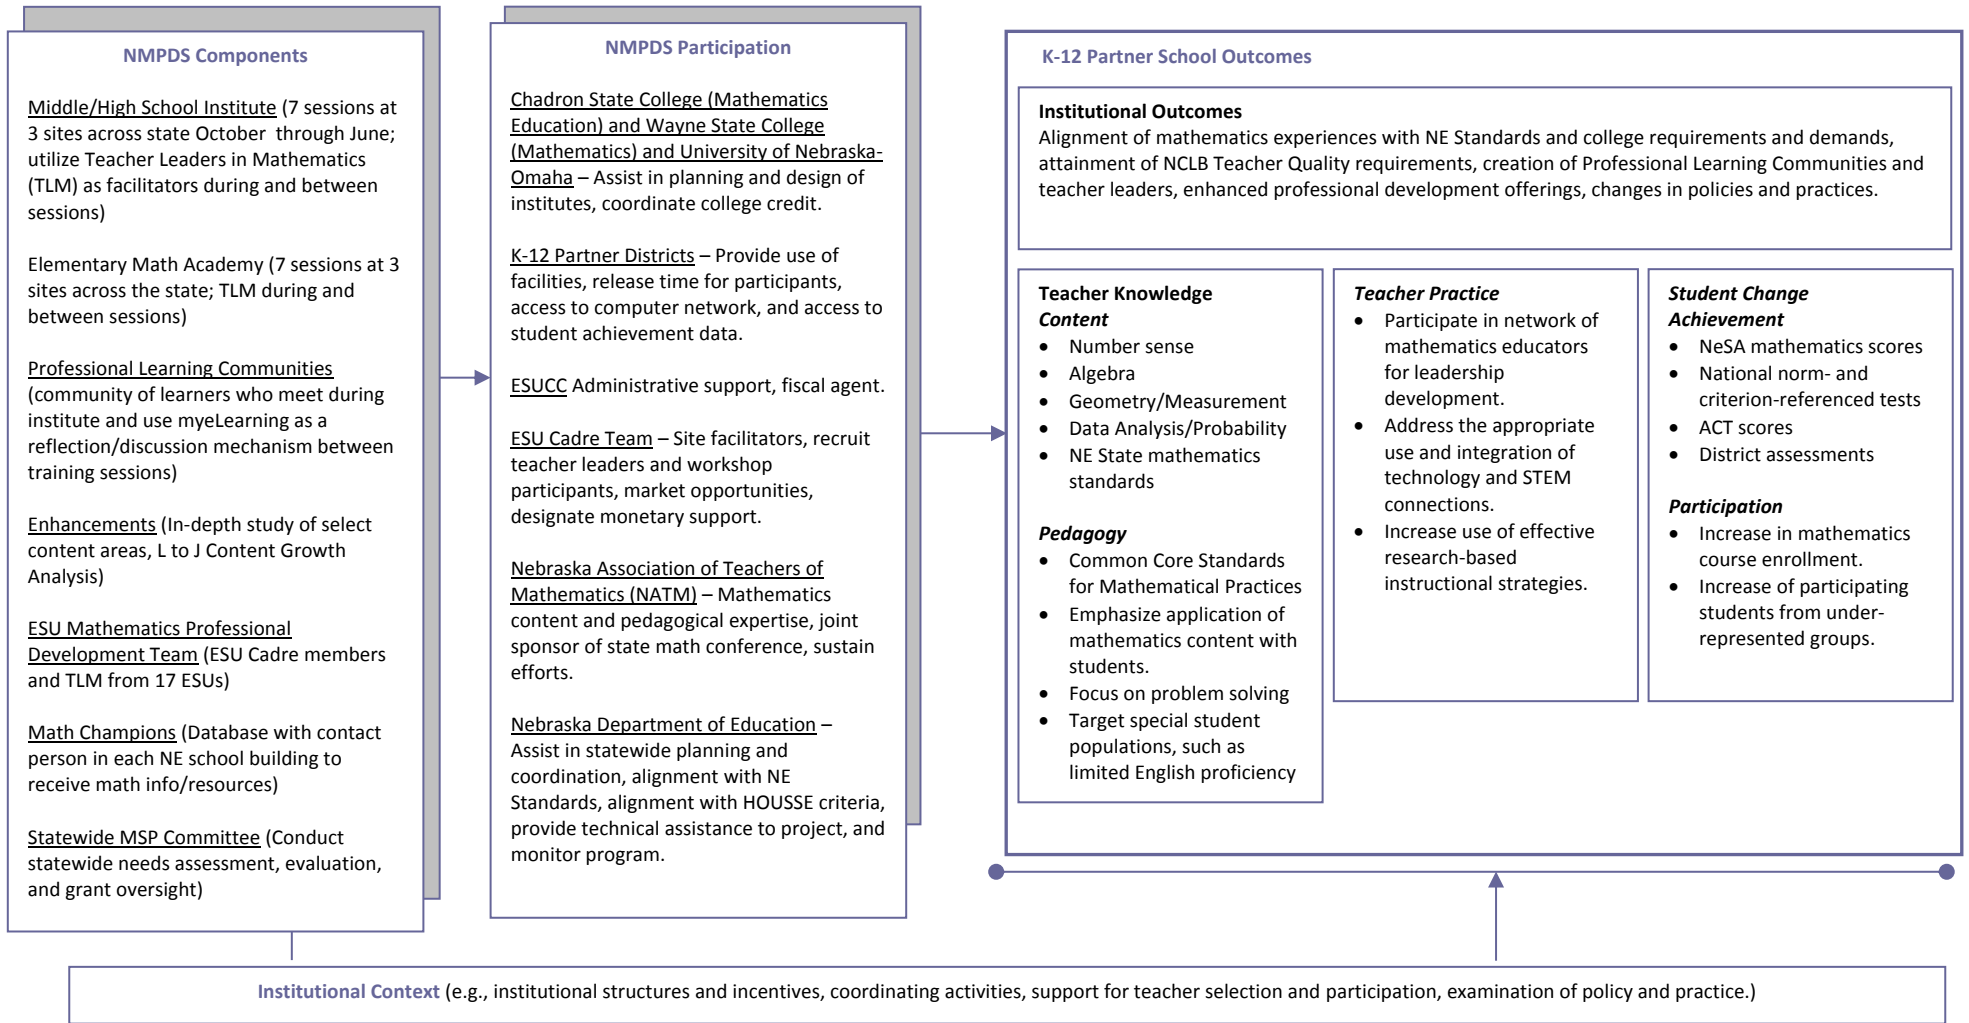 NMPDS Components
Middle/High School Institute (7 sessions at
3 sites across state October through June;
utilize Teacher Leaders in Mathematics
(TLM) as facilitators during and between
sessions)
Elementary Math Academy (7 sessions at 3
sites across the state; TLM during and
between sessions)
Professional Learning Communities
(community of learners who meet during
institute and use myeLearning as a
reflection/discussion mechanism between
training sessions)
Enhancements (In-depth study of select
content areas, L to J Content Growth
Analysis)
ESU Mathematics Professional
Development Team (ESU Cadre members
and TLM from 17 ESUs)
Math Champions (Database with contact
person in each NE school building to
receive math info/resources)
Statewide MSP Committee (Conduct
statewide needs assessment, evaluation,
and grant oversight)
NMPDS Participation
Chadron State College (Mathematics
Education) and Wayne State College
(Mathematics) and University of Nebraska-
Omaha – Assist in planning and design of
institutes, coordinate college credit.
K-12 Partner Districts – Provide use of
facilities, release time for participants,
access to computer network, and access to
student achievement data.
ESUCC Administrative support, fiscal agent.
ESU Cadre Team – Site facilitators, recruit
teacher leaders and workshop
participants, market opportunities,
designate monetary support.
Nebraska Association of Teachers of
Mathematics (NATM) – Mathematics
content and pedagogical expertise, joint
sponsor of state math conference, sustain
efforts.
Nebraska Department of Education –
Assist in statewide planning and
coordination, alignment with NE
Standards, alignment with HOUSSE criteria,
provide technical assistance to project, and
monitor program.
K-12 Partner School Outcomes
Institutional Outcomes
Alignment of mathematics experiences with NE Standards and college requirements and demands,
attainment of NCLB Teacher Quality requirements, creation of Professional Learning Communities and
teacher leaders, enhanced professional development offerings, changes in policies and practices.
Teacher Knowledge
Content
• Number sense
• Algebra
• Geometry/Measurement
• Data Analysis/Probability
• NE State mathematics
standards
Pedagogy
• Common Core Standards
for Mathematical Practices
• Emphasize application of
mathematics content with
students.
• Focus on problem solving
• Target special student
populations, such as
limited English proficiency
Teacher Practice
• Participate in network of
mathematics educators
for leadership
development.
• Address the appropriate
use and integration of
technology and STEM
connections.
• Increase use of effective
research-based
instructional strategies.
Student Change
Achievement
• NeSA mathematics scores
• National norm- and
criterion-referenced tests
• ACT scores
• District assessments
Participation
• Increase in mathematics
course enrollment.
• Increase of participating
students from under-
represented groups.
Institutional Context (e.g., institutional structures and incentives, coordinating activities, support for teacher selection and participation, examination of policy and practice.)